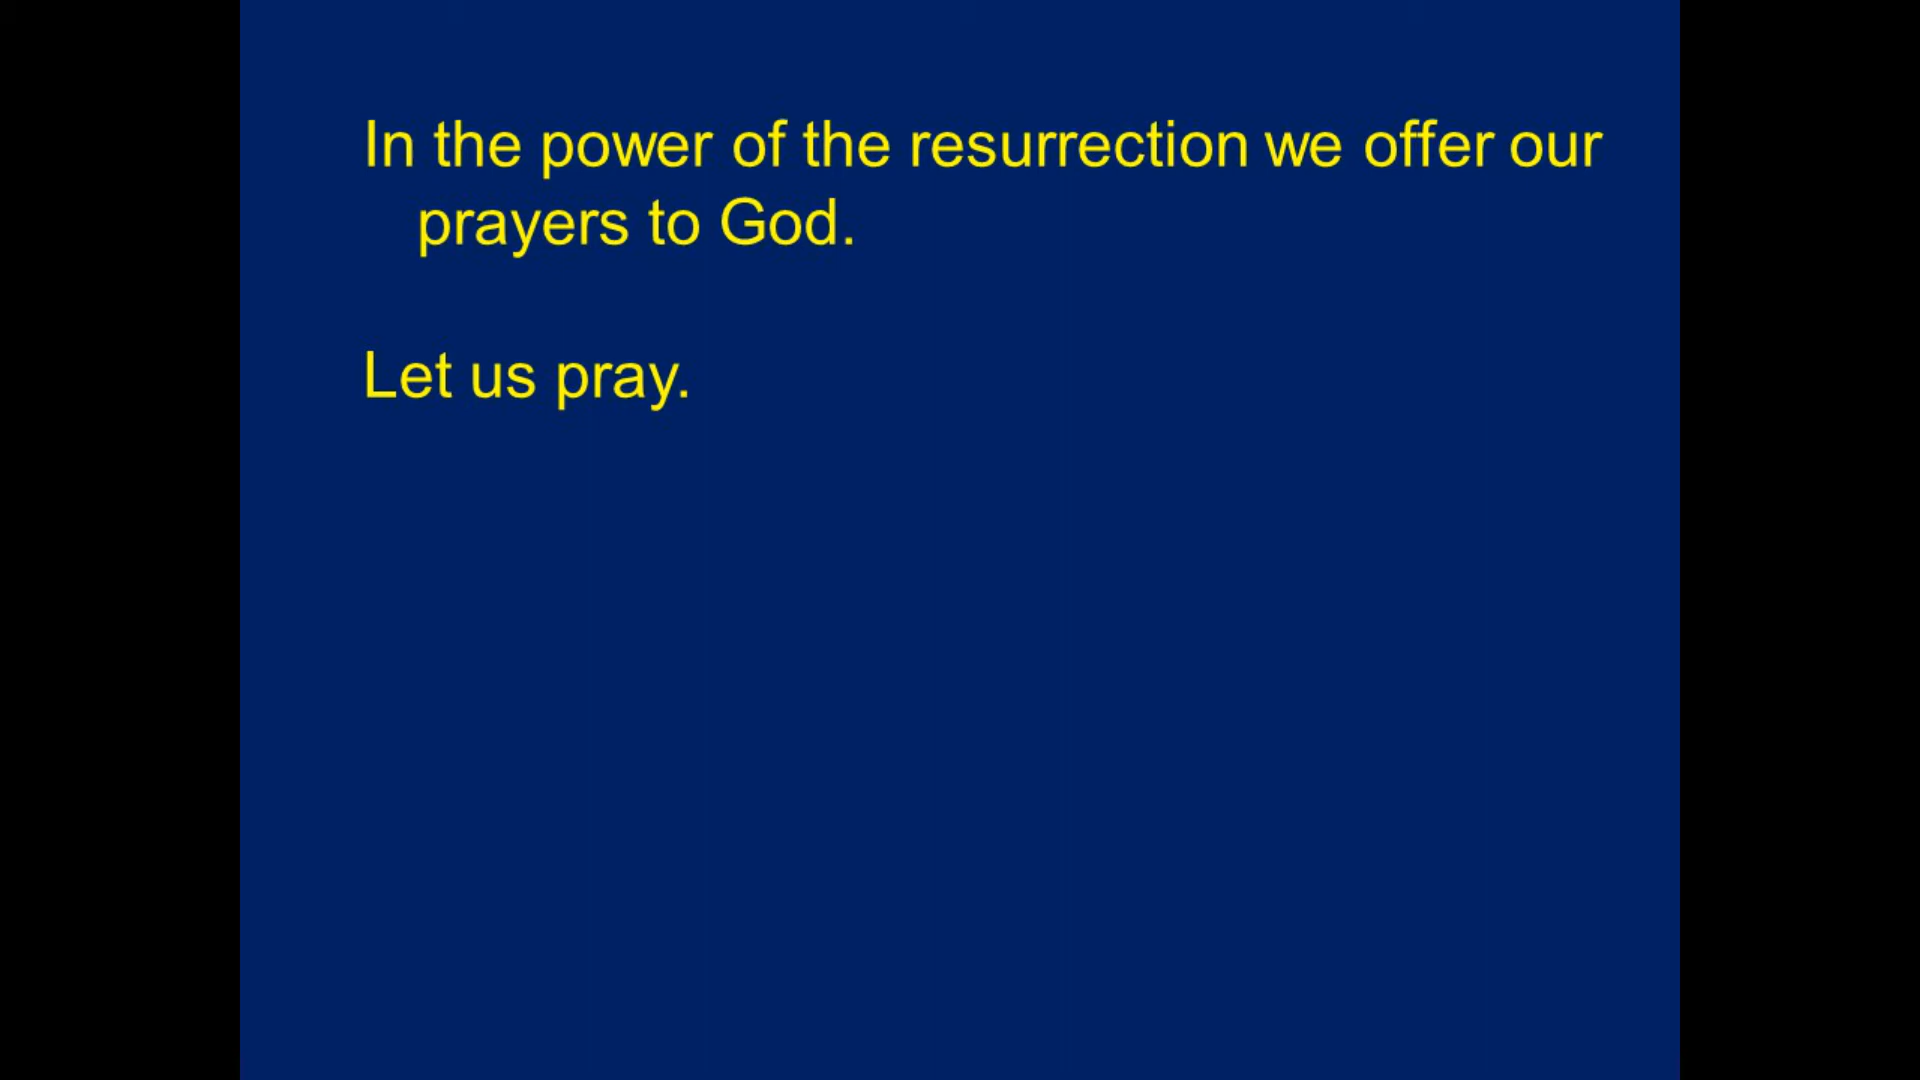 In the power of the resurrection we offer our
prayers to God.
Let us pray.